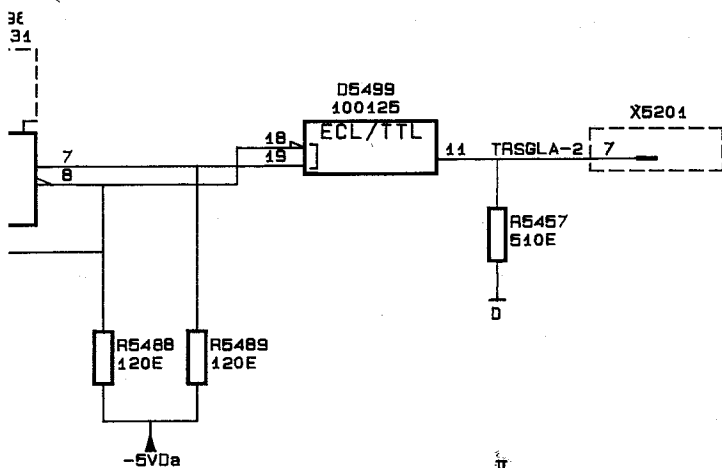 31
D5499
100125
ECL/TTL
X5201
18
19
7
8
11
TRSGLA-2
7
R5457
510E
D
R5488
120E
R5489
120E
-5VDa